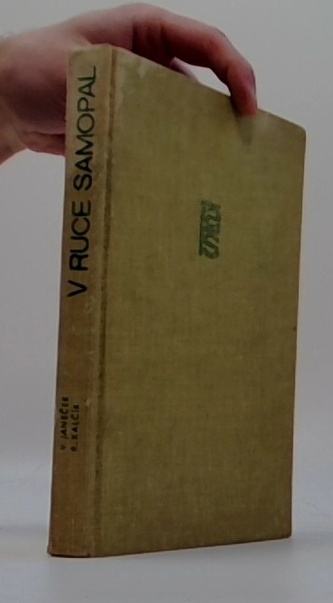 V RUCE SAMOPAL
V. JANEČEK
R. KALČÍK